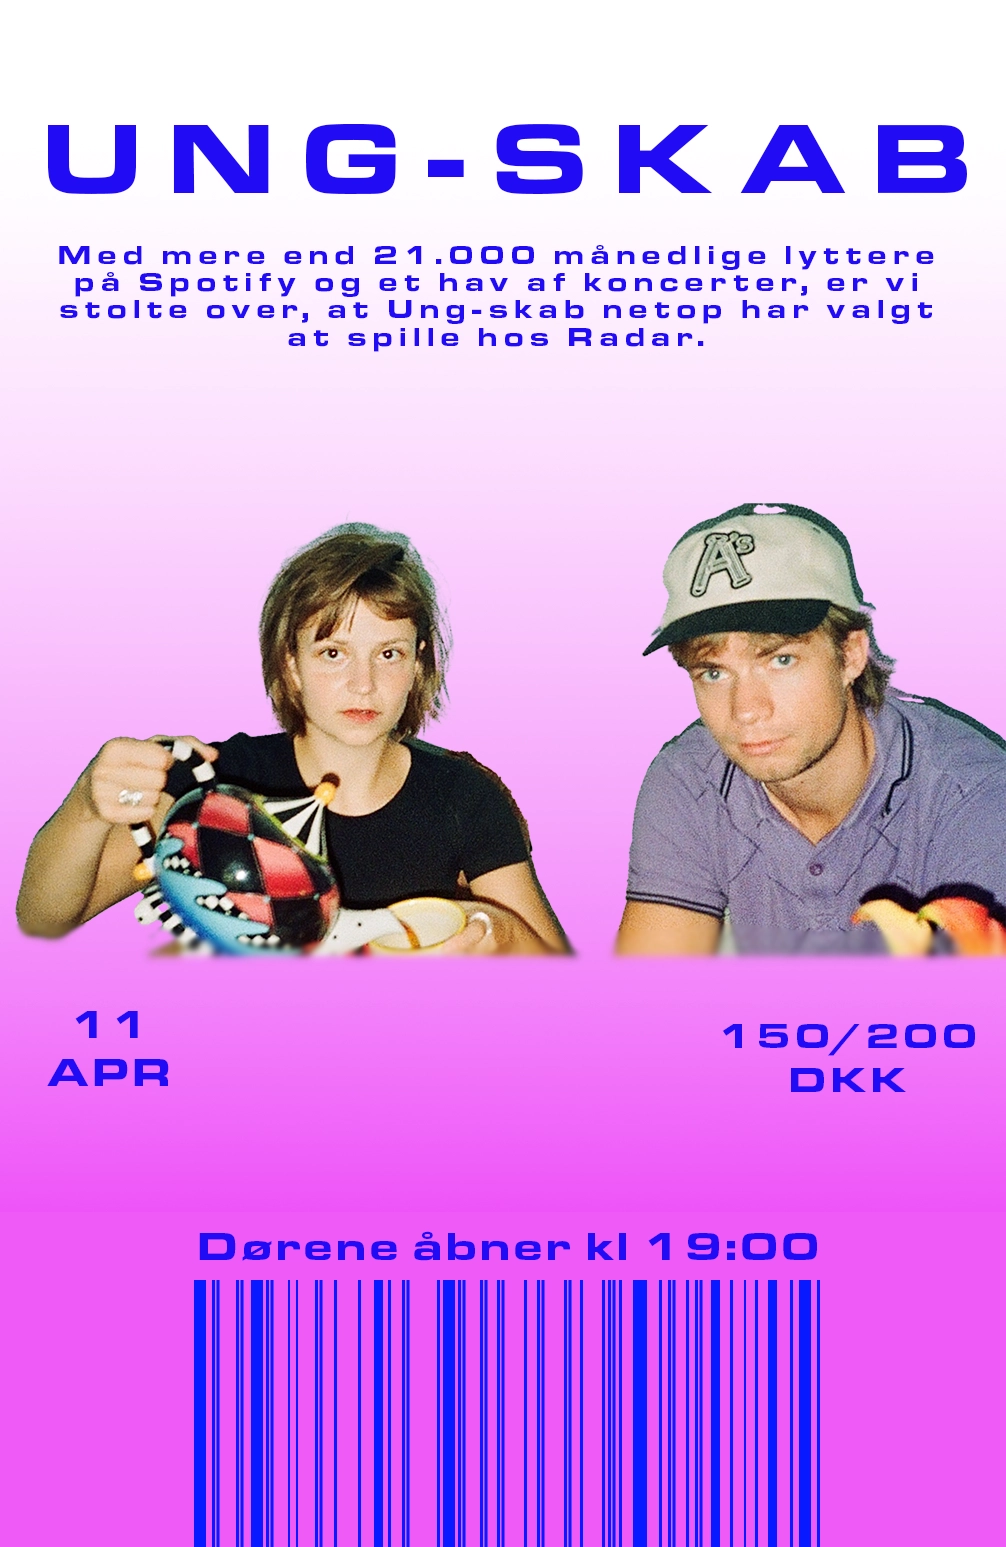 UNG-SKAB
Med mere end 21.000 månedlige lyttere
på Spotify og et hav af koncerter, er vi
stolte over, at Ung-skab netop har valgt
at spille hos Radar.
A's
11
APR
150/200
DKK
Dørene åbner kl 19:00